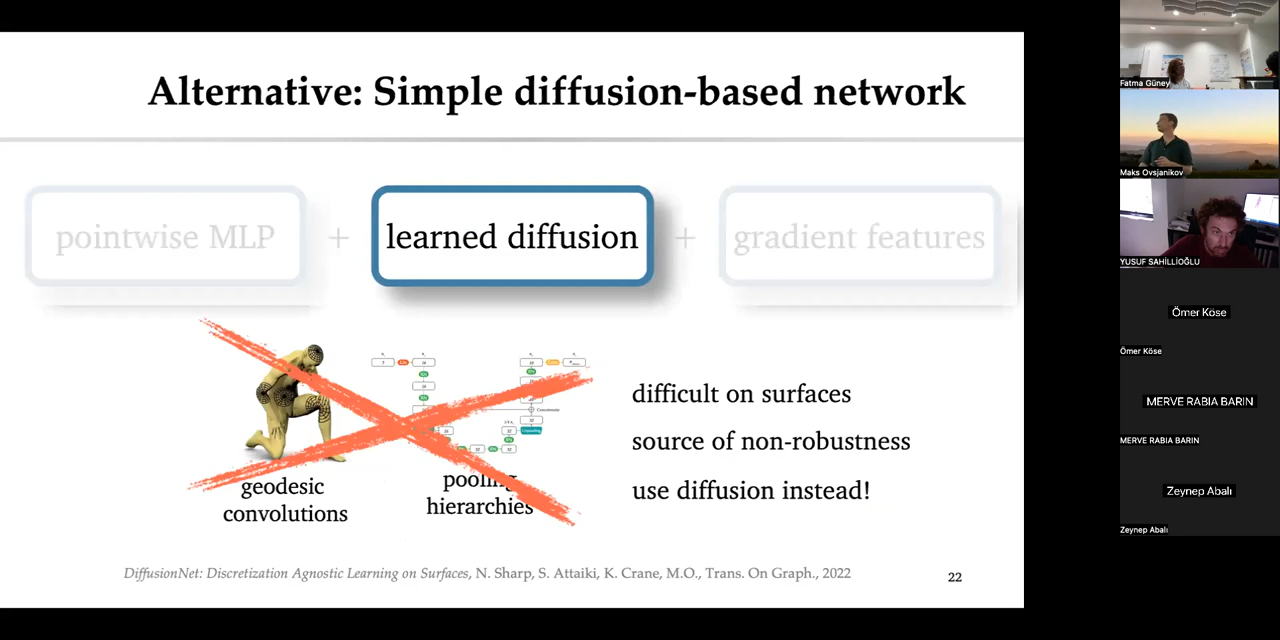 Alternative: Simple diffusion-based network
pointwise MLP + learned diffusion + gradient features
difficult on surfaces
source of non-robustness
use diffusion instead!
geodesic
convolutions
pooling
hierarchies
Concatenate
DiffusionNet: Discretization Agnostic Learning on Surfaces, N. Sharp, S. Attaiki, K. Crane, M.O., Trans. On Graph., 2022
22
Fatma Güney
Maks Ovsjanikov
YUSUF SAHİLLİOĞLU
Ömer Köse
Ömer Köse
MERVE RABIA BARIN
MERVE RABIA BARIN
Zeynep Abalı
Zeynep Abalı